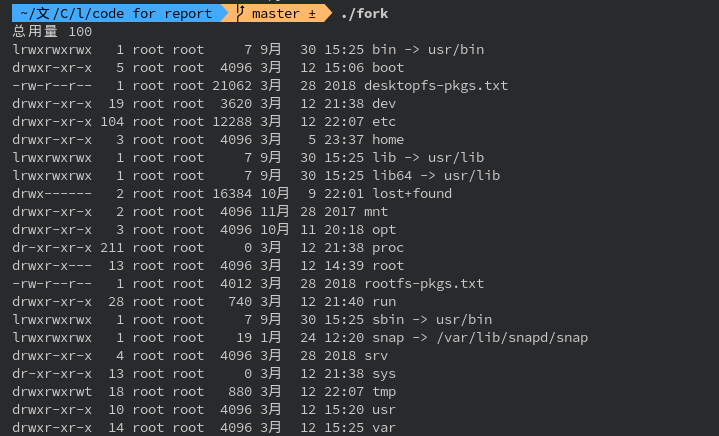 ~/文/C/l/code for report master ± ./fork
总用量 100
lrwxrwxrwx 1 root root 7 9月 30 15:25 bin -> usr/bin
drwxr-xr-x 5 root root 4096 3月 12 15:06 boot
-rw-r--r-- 1 root root 21062 3月 28 2018 desktopfs-pkgs.txt
drwxr-xr-x 19 root root 3620 3月 12 21:38 dev
drwxr-xr-x 104 root root 12288 3月 12 22:07 etc
drwxr-xr-x 3 root root 4096 3月 5 23:37 home
lrwxrwxrwx 1 root root 7 9月 30 15:25 lib -> usr/lib
lrwxrwxrwx 1 root root 7 9月 30 15:25 lib64 -> usr/lib
drwx------ 2 root root 16384 10月 9 22:01 lost+found
drwxr-xr-x 2 root root 4096 11月 28 2017 mnt
drwxr-xr-x 3 root root 4096 10月 11 20:18 opt
dr-xr-xr-x 211 root root 0 3月 12 21:38 proc
drwxr-x--- 13 root root 4096 3月 12 14:39 root
-rw-r--r-- 1 root root 4012 3月 28 2018 rootfs-pkgs.txt
drwxr-xr-x 28 root root 740 3月 12 21:40 run
lrwxrwxrwx 1 root root 7 9月 30 15:25 sbin -> usr/bin
lrwxrwxrwx 1 root root 19 1月 24 12:20 snap -> /var/lib/snapd/snap
drwxr-xr-x 4 root root 4096 3月 28 2018 srv
dr-xr-xr-x 13 root root 0 3月 12 21:38 sys
drwxrwxrwt 18 root root 880 3月 12 22:07 tmp
drwxr-xr-x 10 root root 4096 3月 12 15:20 usr
drwxr-xr-x 14 root root 4096 3月 12 15:25 var